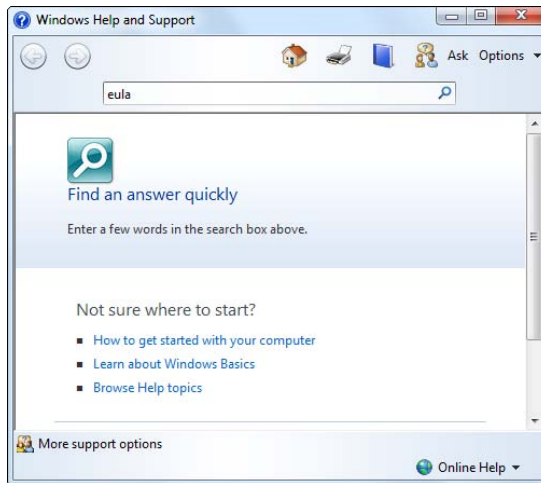 Windows Help and Support
Ask Options
eula
Find an answer quickly
Enter a few words in the search box above.
Not sure where to start?
How to get started with your computer
Learn about Windows Basics
Browse Help topics
More support options
Online Help